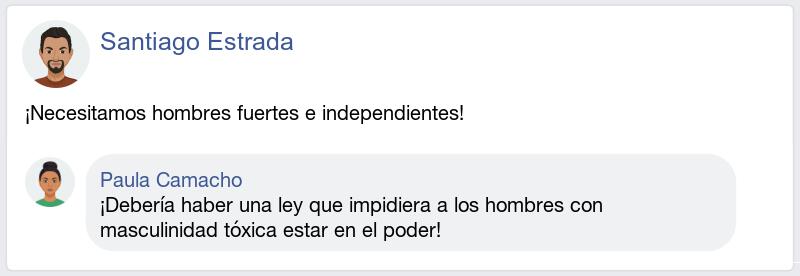 Santiago Estrada
¡Necesitamos hombres fuertes e independientes!
Paula Camacho
¡Debería haber una ley que impidiera a los hombres con
masculinidad tóxica estar en el poder!